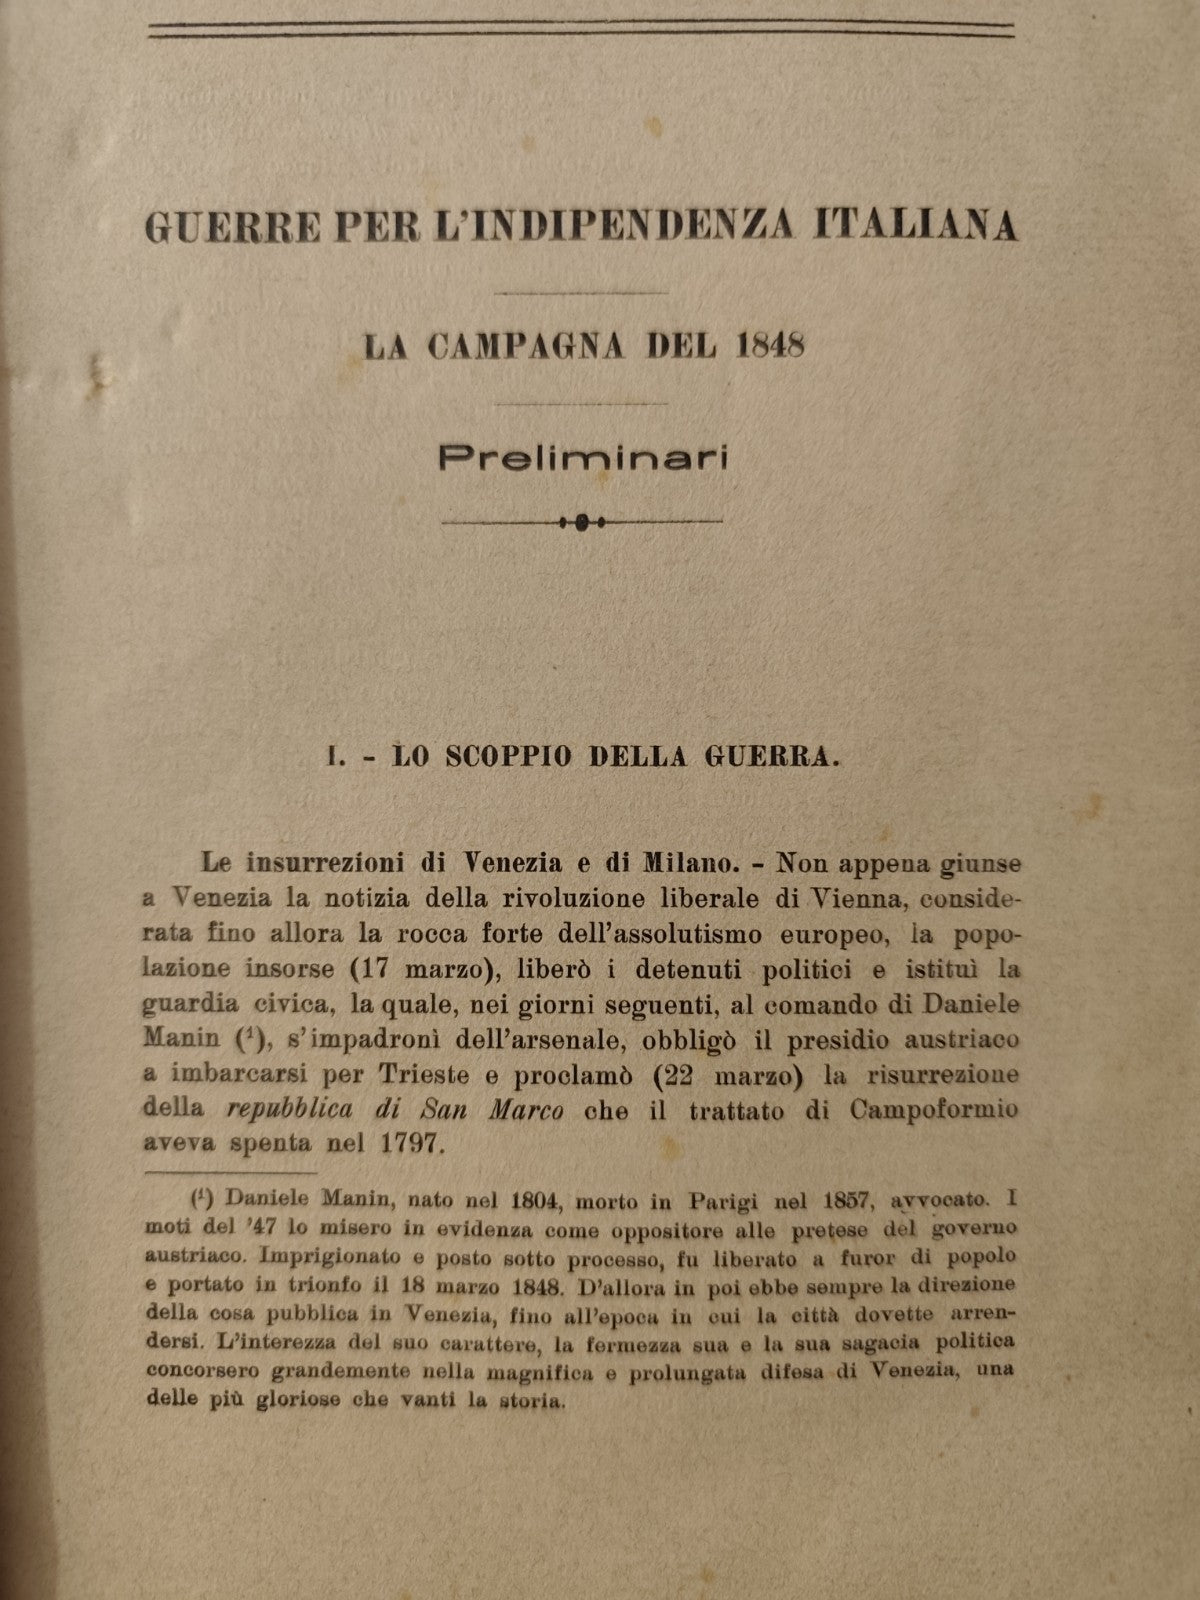 GUERRE PER L'INDIPENDENZA ITALIANA
LA CAMPAGNA DEL 1848
Preliminari
I. - LO SCOPPIO DELLA GUERRA.
Le insurrezioni di Venezia e di Milano. - Non appena giunse
a Venezia la notizia della rivoluzione liberale di Vienna, conside-
rata fino allora la rocca forte dell'assolutismo europeo, la popo-
lazione insorse (17 marzo), liberò i detenuti politici e istituì la
guardia civica, la quale, nei giorni seguenti, al comando di Daniele
Manin (¹), s'impadronì dell'arsenale, obbligò il presidio austriaco
a imbarcarsi per Trieste e proclamò (22 marzo) la risurrezione
della repubblica di San Marco che il trattato di Campoformio
aveva spenta nel 1797.
(¹) Daniele Manin, nato nel 1804, morto in Parigi nel 1857, avvocato. I
moti del '47 lo misero in evidenza come oppositore alle pretese del governo
austriaco. Imprigionato e posto sotto processo, fu liberato a furor di popolo
e portato in trionfo il 18 marzo 1848. D'allora in poi ebbe sempre la direzione
della cosa pubblica in Venezia, fino all'epoca in cui la città dovette arren-
dersi. L'interezza del suo carattere, la fermezza sua e la sua sagacia politica
concorsero grandemente nella magnifica e prolungata difesa di Venezia, una
delle più gloriose che vanti la storia.